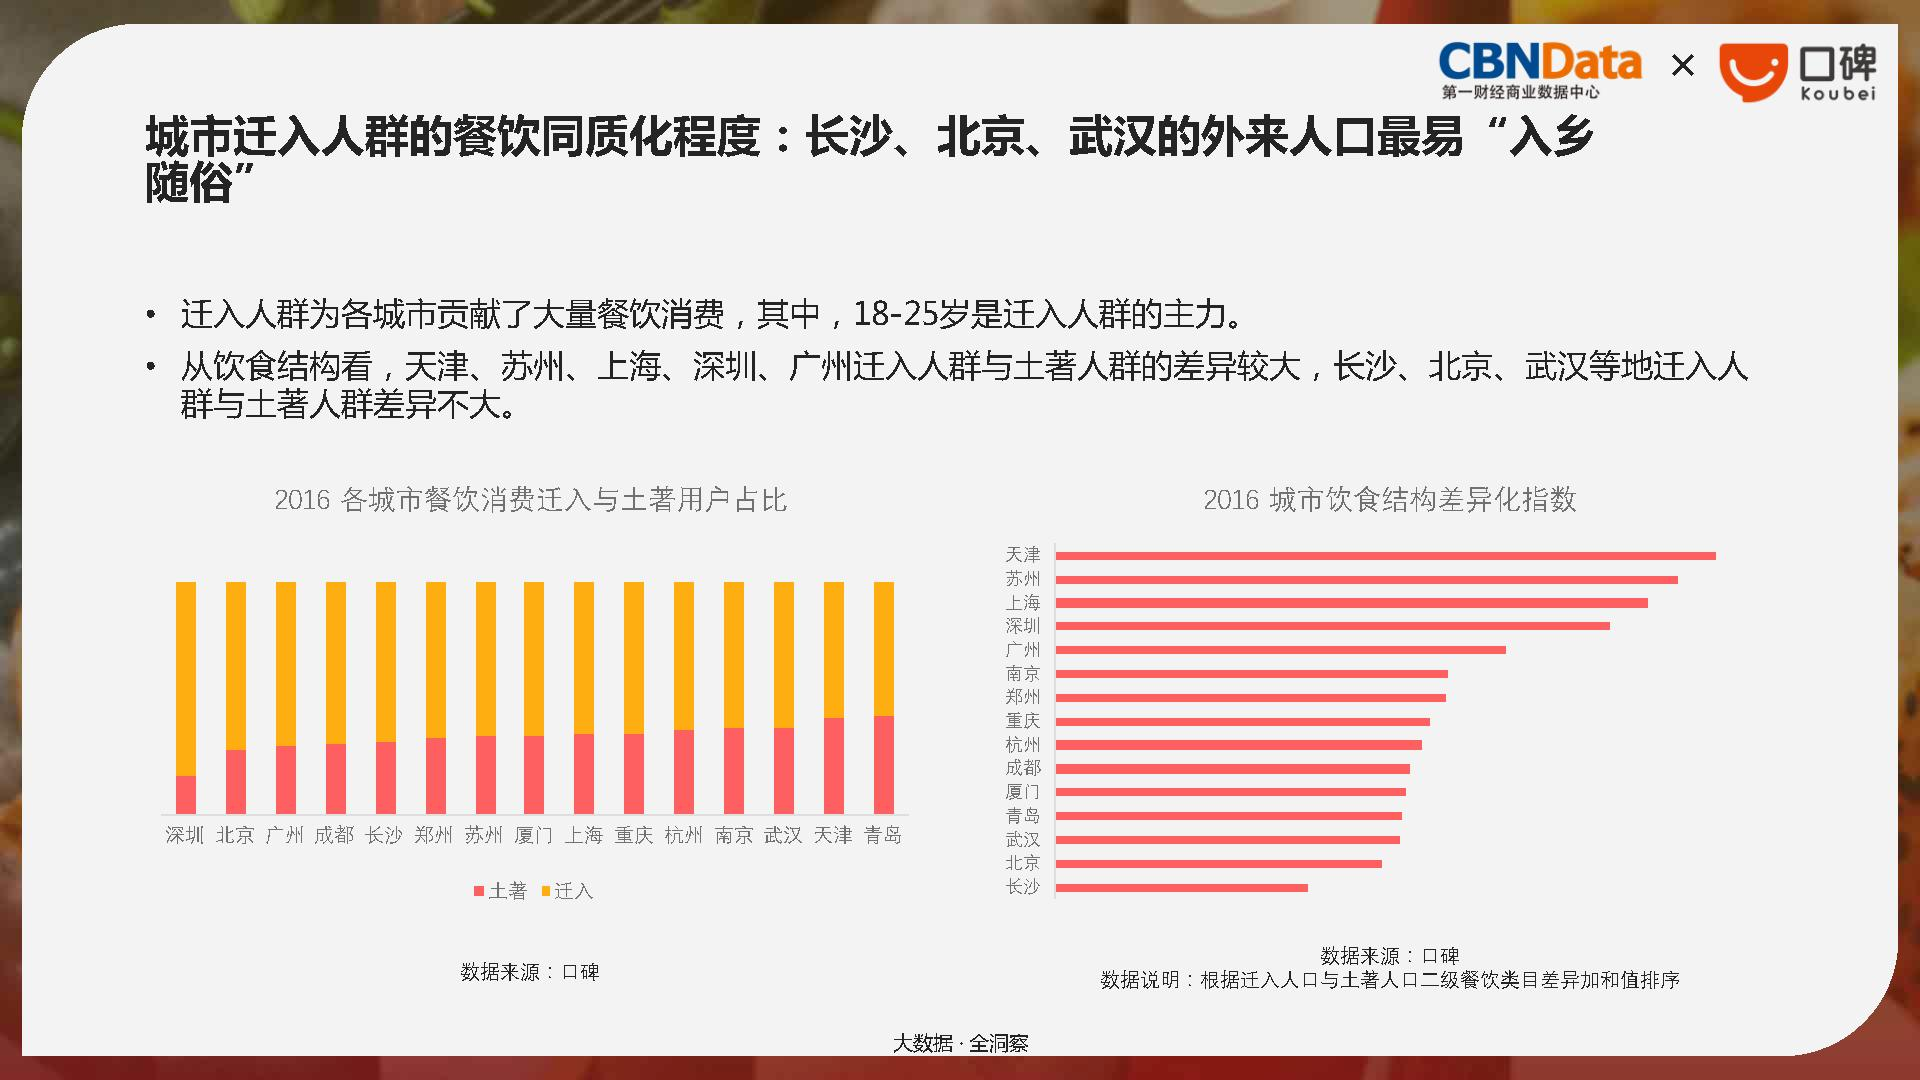 CBNData
第一财经商业数据中心
×
口碑
Koubei
城市迁入人群的餐饮同质化程度：长沙、北京、武汉的外来人口最易“入乡
随俗”
• 迁入人群为各城市贡献了大量餐饮消费，其中，18-25岁是迁入人群的主力。
• 从饮食结构看，天津、苏州、上海、深圳、广州迁入人群与土著人群的差异较大，长沙、北京、武汉等地迁入人
群与土著人群差异不大。
2016 各城市餐饮消费迁入与土著用户占比
深圳 北京 广州 成都 长沙 郑州 苏州 厦门 上海 重庆 杭州 南京 武汉 天津 青岛
土著 迁入
数据来源：口碑
2016 城市饮食结构差异化指数
天津
苏州
上海
深圳
广州
南京
郑州
重庆
杭州
成都
厦门
青岛
武汉
北京
长沙
数据来源：口碑
数据说明：根据迁入人口与土著人口二级餐饮类目差异加和值排序
大数据·全洞察